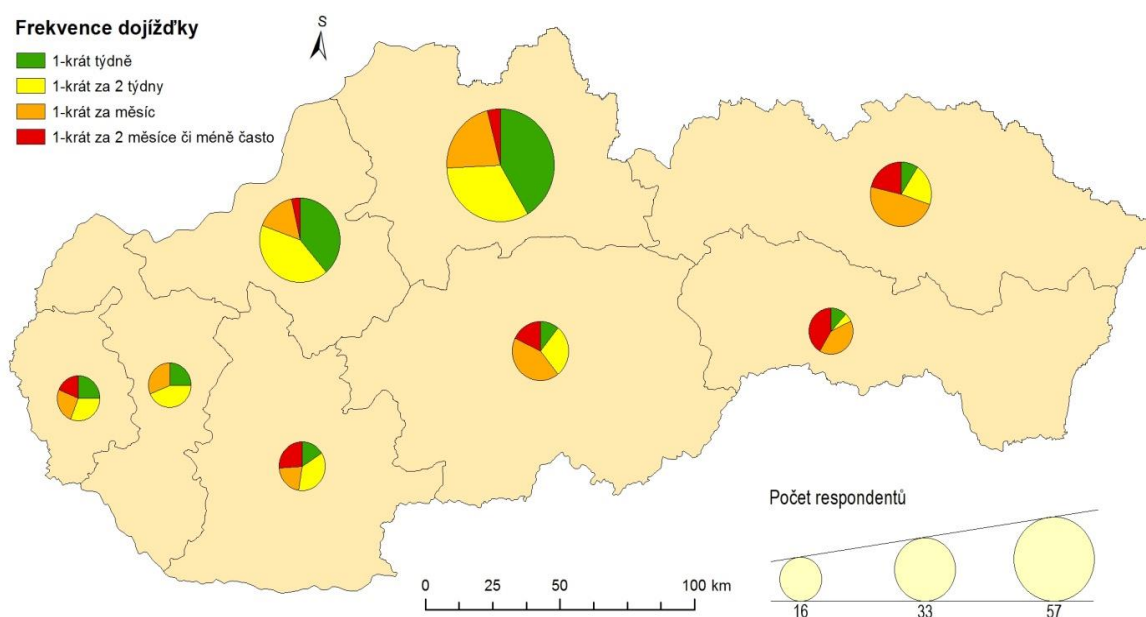 Frekvence dojížďky
1-krát týdně
1-krát za 2 týdny
1-krát za měsíc
1-krát za 2 měsíce či méně často
S
Počet respondentů
16 33 57
0 25 50 100 km